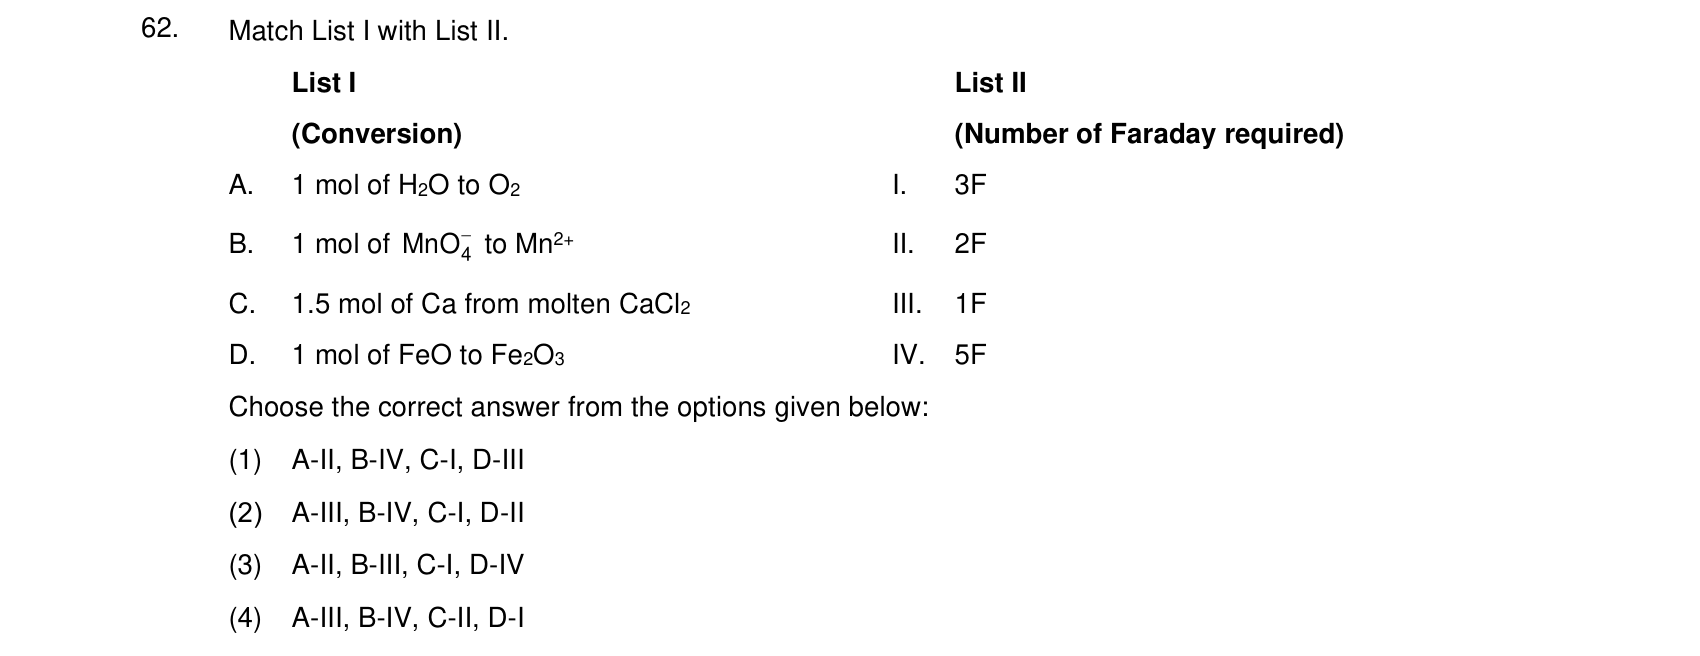 62. Match List I with List II.
List I List II
(Conversion) (Number of Faraday required)
A. 1 mol of H₂O to O₂ I. 3F
B. 1 mol of MnO₄⁻ to Mn²⁺ II. 2F
C. 1.5 mol of Ca from molten CaCl₂ III. 1F
D. 1 mol of FeO to Fe₂O₃ IV. 5F
Choose the correct answer from the options given below:
(1) A-II, B-IV, C-I, D-III
(2) A-III, B-IV, C-I, D-II
(3) A-II, B-III, C-I, D-IV
(4) A-III, B-IV, C-II, D-I